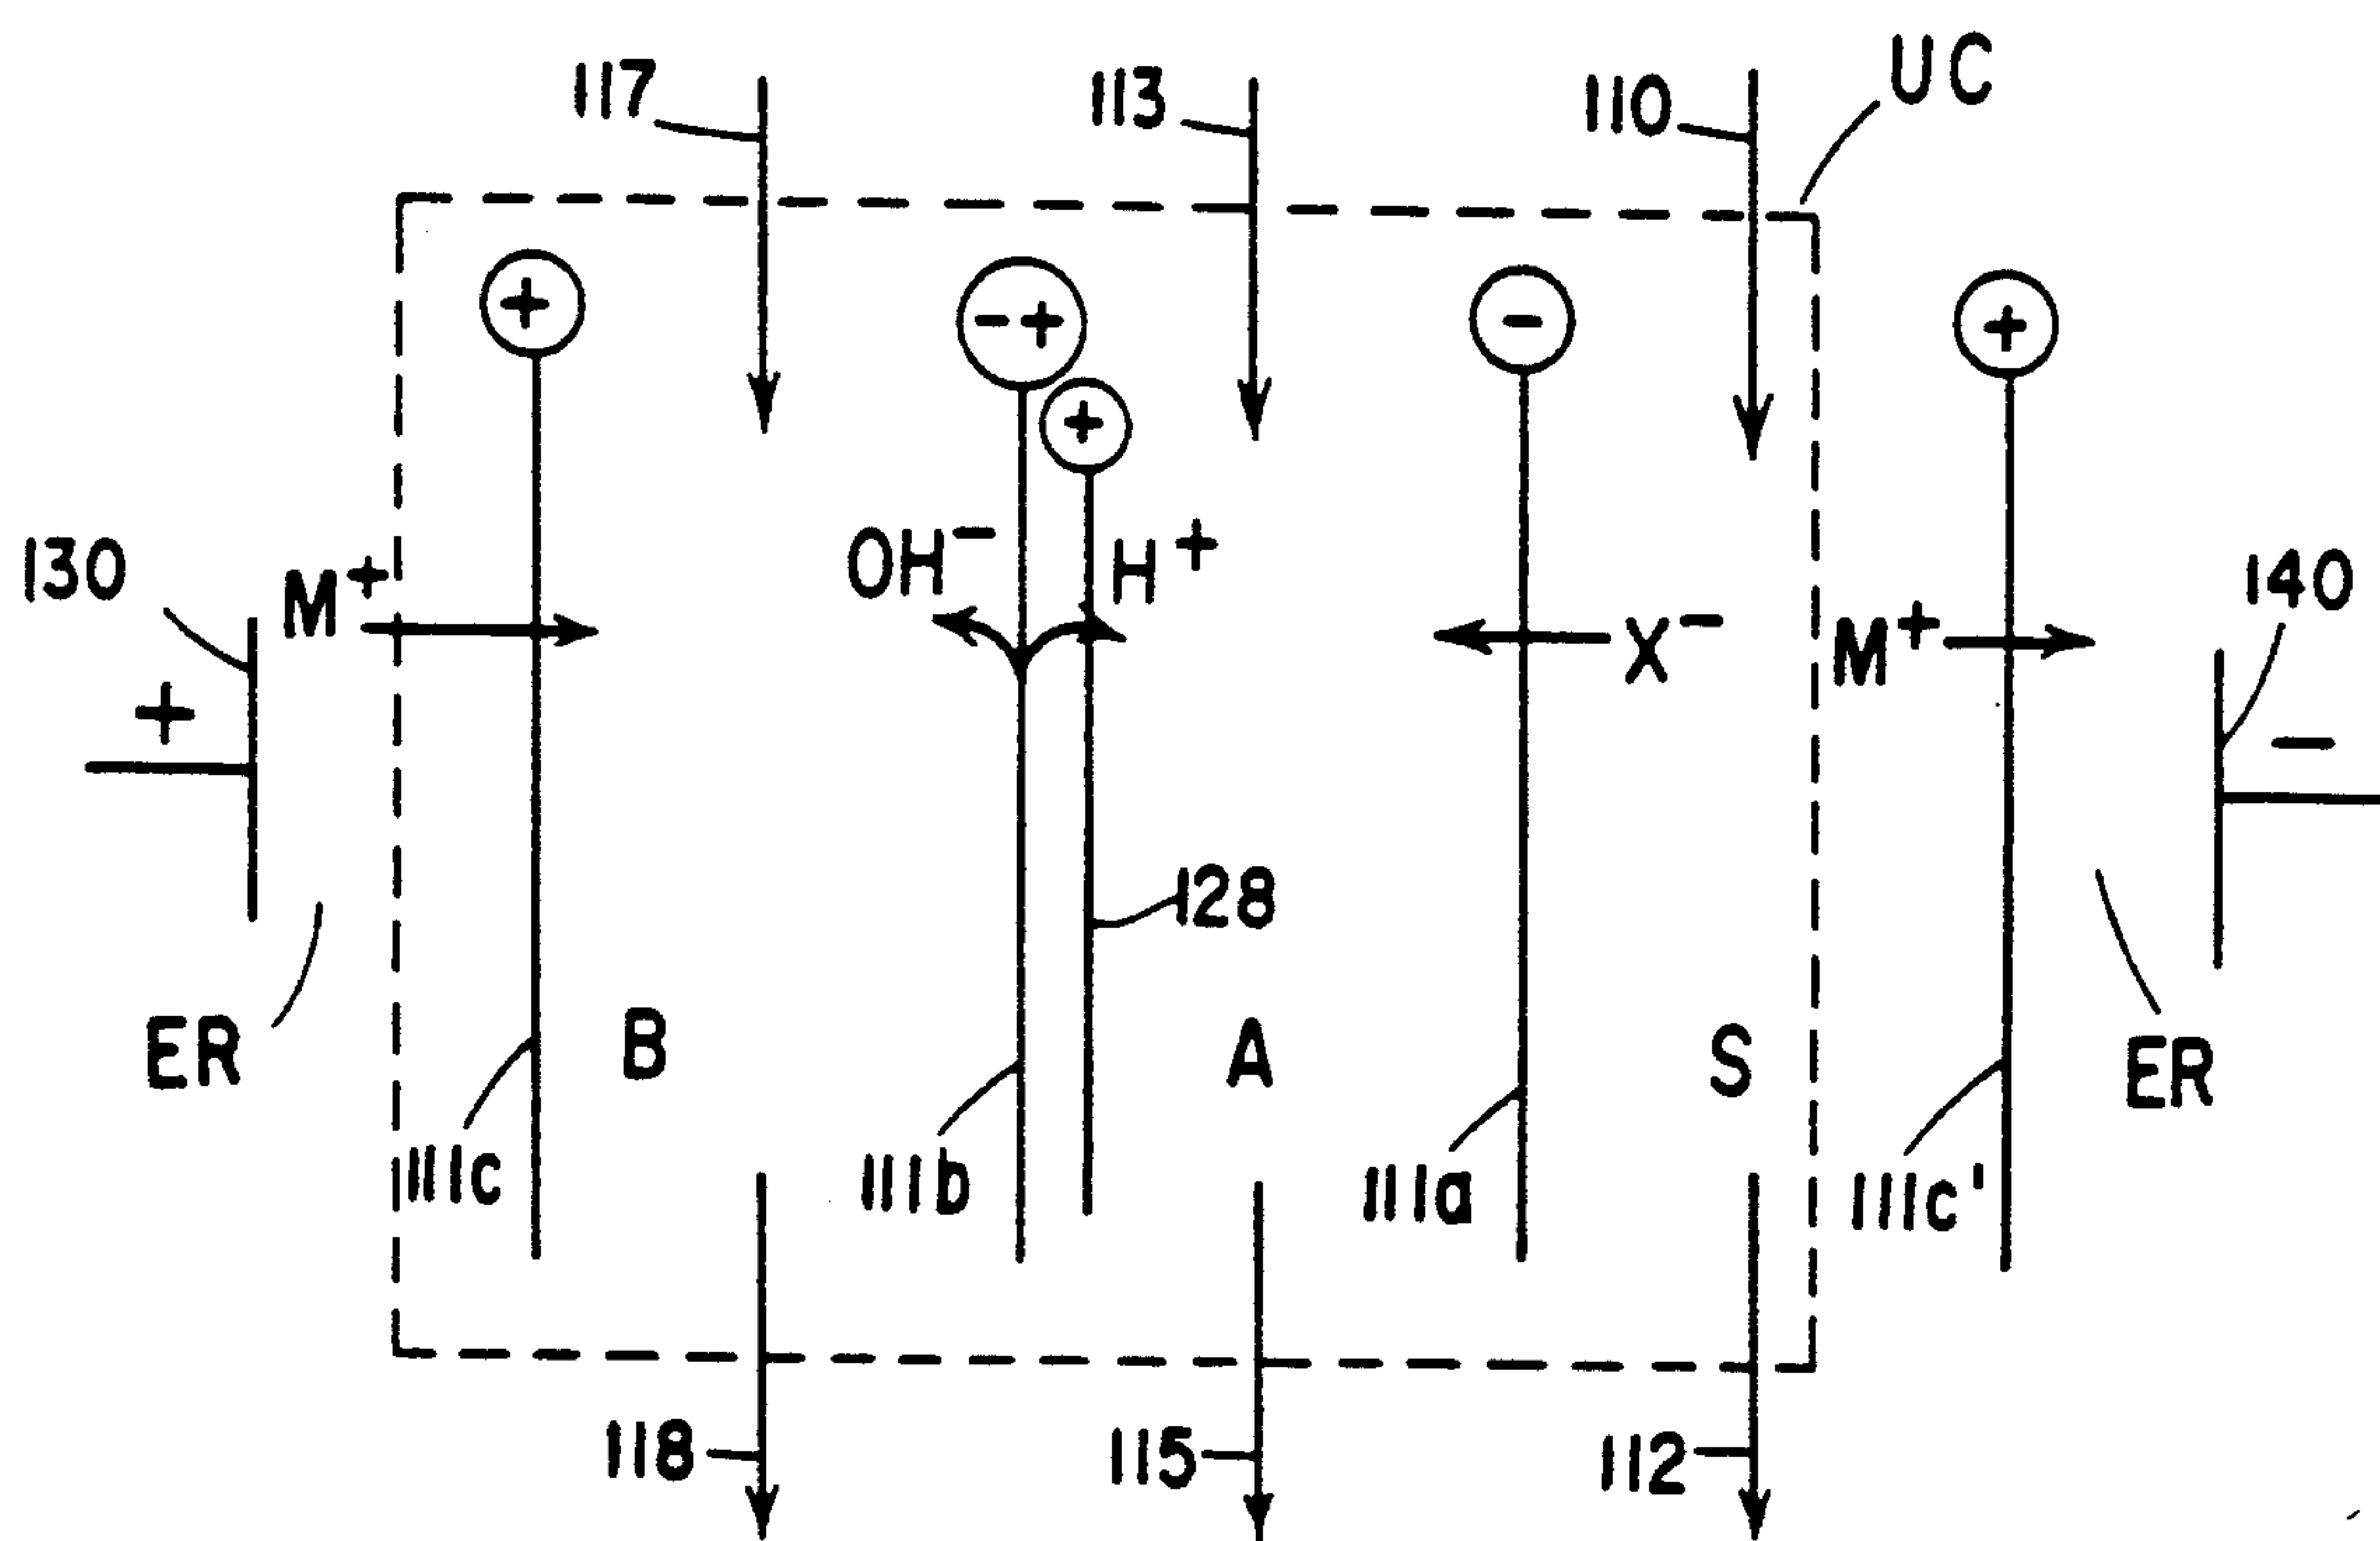 117
113
110
UC
+
- +
+
-
+
130
M+
OH-
H+
X-
M+
140
+
-
128
ER
B
A
S
ER
111c
111b
111a
111c'
118
115
112